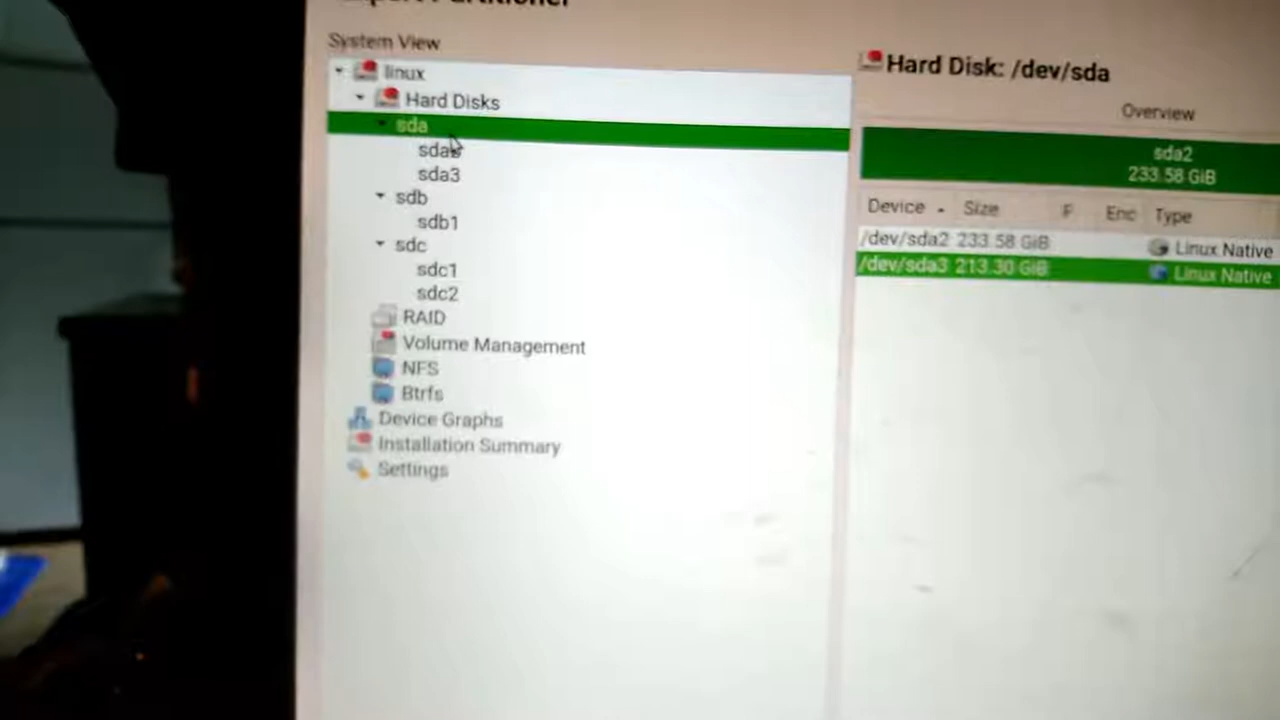 Expert Partitioner
System View
linux
Hard Disks
sda
sda2
sda3
sdb
sdb1
sdc
sdc1
sdc2
RAID
Volume Management
NFS
Btrfs
Device Graphs
Installation Summary
Settings
Hard Disk: /dev/sda
Overview
sda2
233.58 GiB
Device Size F Enc Type
/dev/sda2 233.58 GiB Linux Native
/dev/sda3 213.30 GiB Linux Native